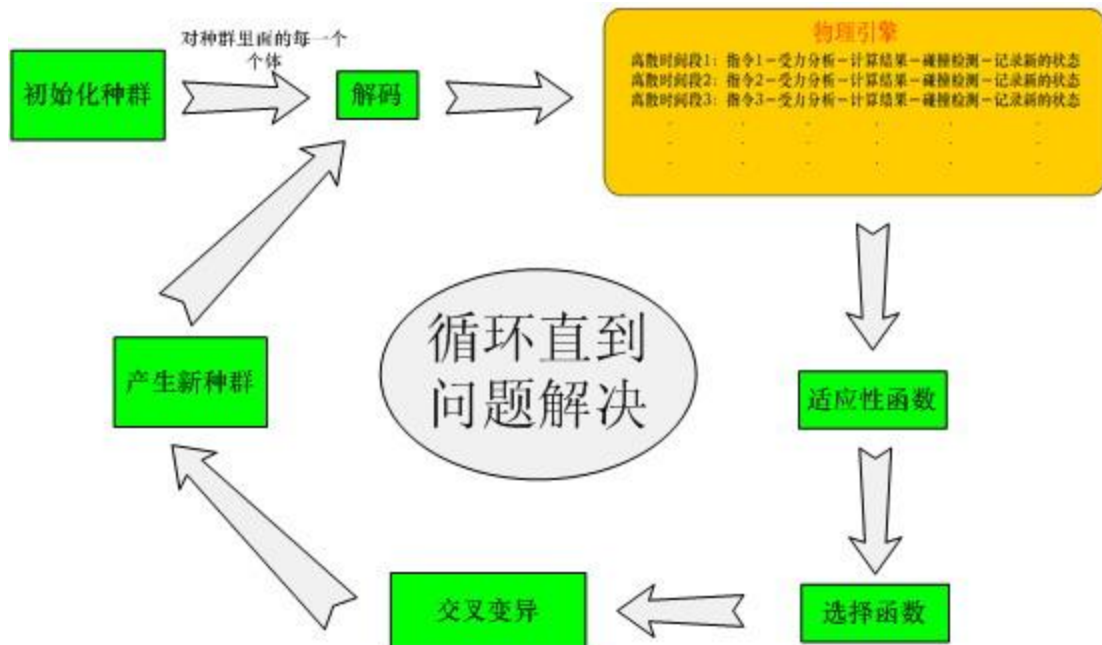 对种群里面的每一个
个体
初始化种群
解码
物理引擎
离散时间段1：指令1-受力分析-计算结果-碰撞检测-记录新的状态
离散时间段2：指令2-受力分析-计算结果-碰撞检测-记录新的状态
离散时间段3：指令3-受力分析-计算结果-碰撞检测-记录新的状态
循环直到
问题解决
产生新种群
适应性函数
交叉变异
选择函数